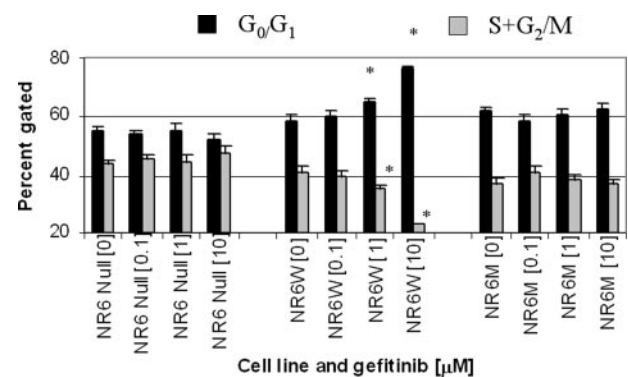 G₀/G₁ S+G₂/M
*
*
*
*
80
60
40
20
Percent gated
NR6 Null [0]
NR6 Null [0.1]
NR6 Null [1]
NR6 Null [10]
NR6W [0]
NR6W [0.1]
NR6W [1]
NR6W [10]
NR6M [0]
NR6M [0.1]
NR6M [1]
NR6M [10]
Cell line and gefitinib [μM]